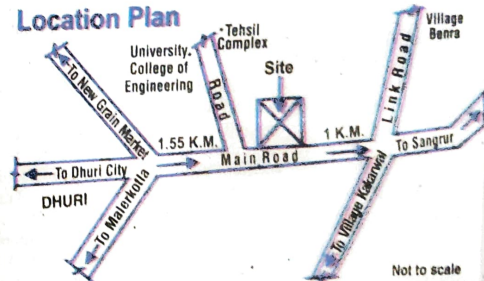 Location Plan
Village
Benra
Tehsil
Complex
University.
College of
Engineering
Road
Site
Link Road
To New Grain Market
1.55 K.M.
1 K.M.
To Sangrur
Main Road
To Dhuri City
DHURI
To Malerkotla
To Village Kakarwal
Not to scale